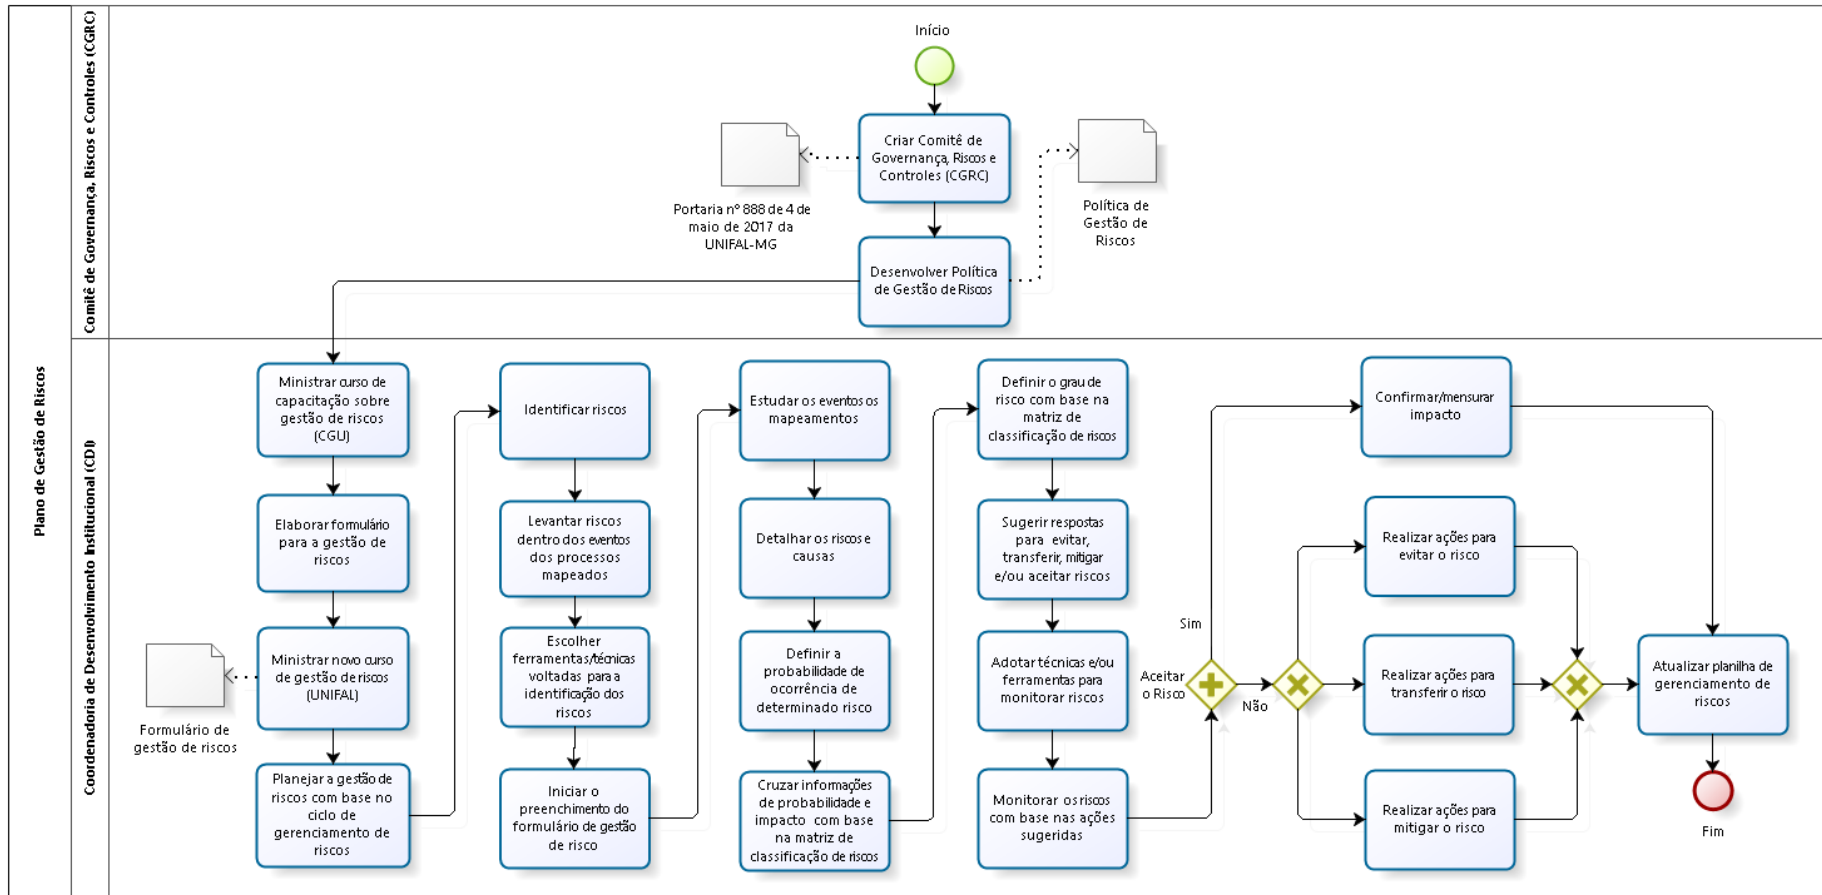 Plano de Gestão de Riscos
Comitê de Governança, Riscos e Controles (CGRC)
Início
Criar Comitê de
Governança, Riscos e
Controles (CGRC)
Portaria nº 888 de 4 de
maio de 2017 da
UNIFAL-MG
Política de
Gestão de
Riscos
Desenvolver Política
de Gestão de Riscos
Coordenadoria de Desenvolvimento Institucional (CDI)
Ministrar curso de
capacitação sobre
gestão de riscos
(CGU)
Elaborar formulário
para a gestão de
riscos
Ministrar novo curso
de gestão de riscos
(UNIFAL)
Formulário de
gestão de riscos
Planejar a gestão de
riscos com base no
ciclo de
gerenciamento de
riscos
Identificar riscos
Levantar riscos
dentro dos eventos
dos processos
mapeados
Escolher
ferramentas/técnicas
voltadas para a
identificação dos
riscos
Iniciar o
preenchimento do
formulário de gestão
de risco
Estudar os eventos os
mapeamentos
Detalhar os riscos e
causas
Definir a
probabilidade de
ocorrência de
determinado risco
Cruzar informações
de probabilidade e
impacto com base
na matriz de
classificação de riscos
Definir o grau de
risco com base na
matriz de
classificação de riscos
Sugerir respostas
para evitar,
transferir, mitigar
e/ou aceitar riscos
Adotar técnicas e/ou
ferramentas para
monitorar riscos
Monitorar os riscos
com base nas ações
sugeridas
Aceitar
o Risco
Sim
Não
Confirmar/mensurar
impacto
Realizar ações para
evitar o risco
Realizar ações para
transferir o risco
Realizar ações para
mitigar o risco
Atualizar planilha de
gerenciamento de
riscos
Fim